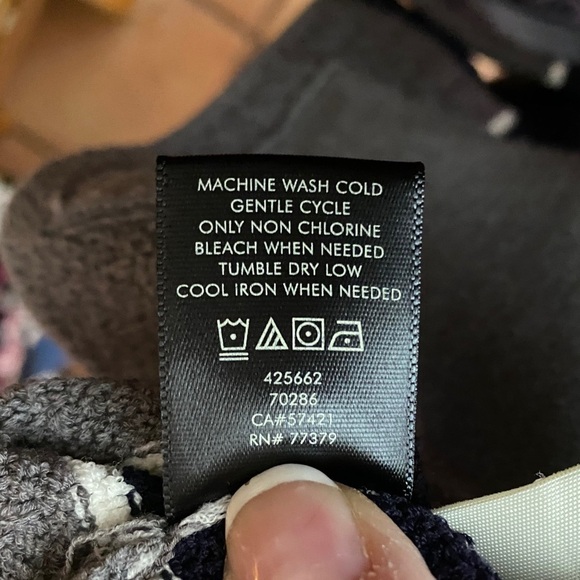 MACHINE WASH COLD
GENTLE CYCLE
ONLY NON CHLORINE
BLEACH WHEN NEEDED
TUMBLE DRY LOW
COOL IRON WHEN NEEDED
425662
70286
CA#57421
RN# 77379